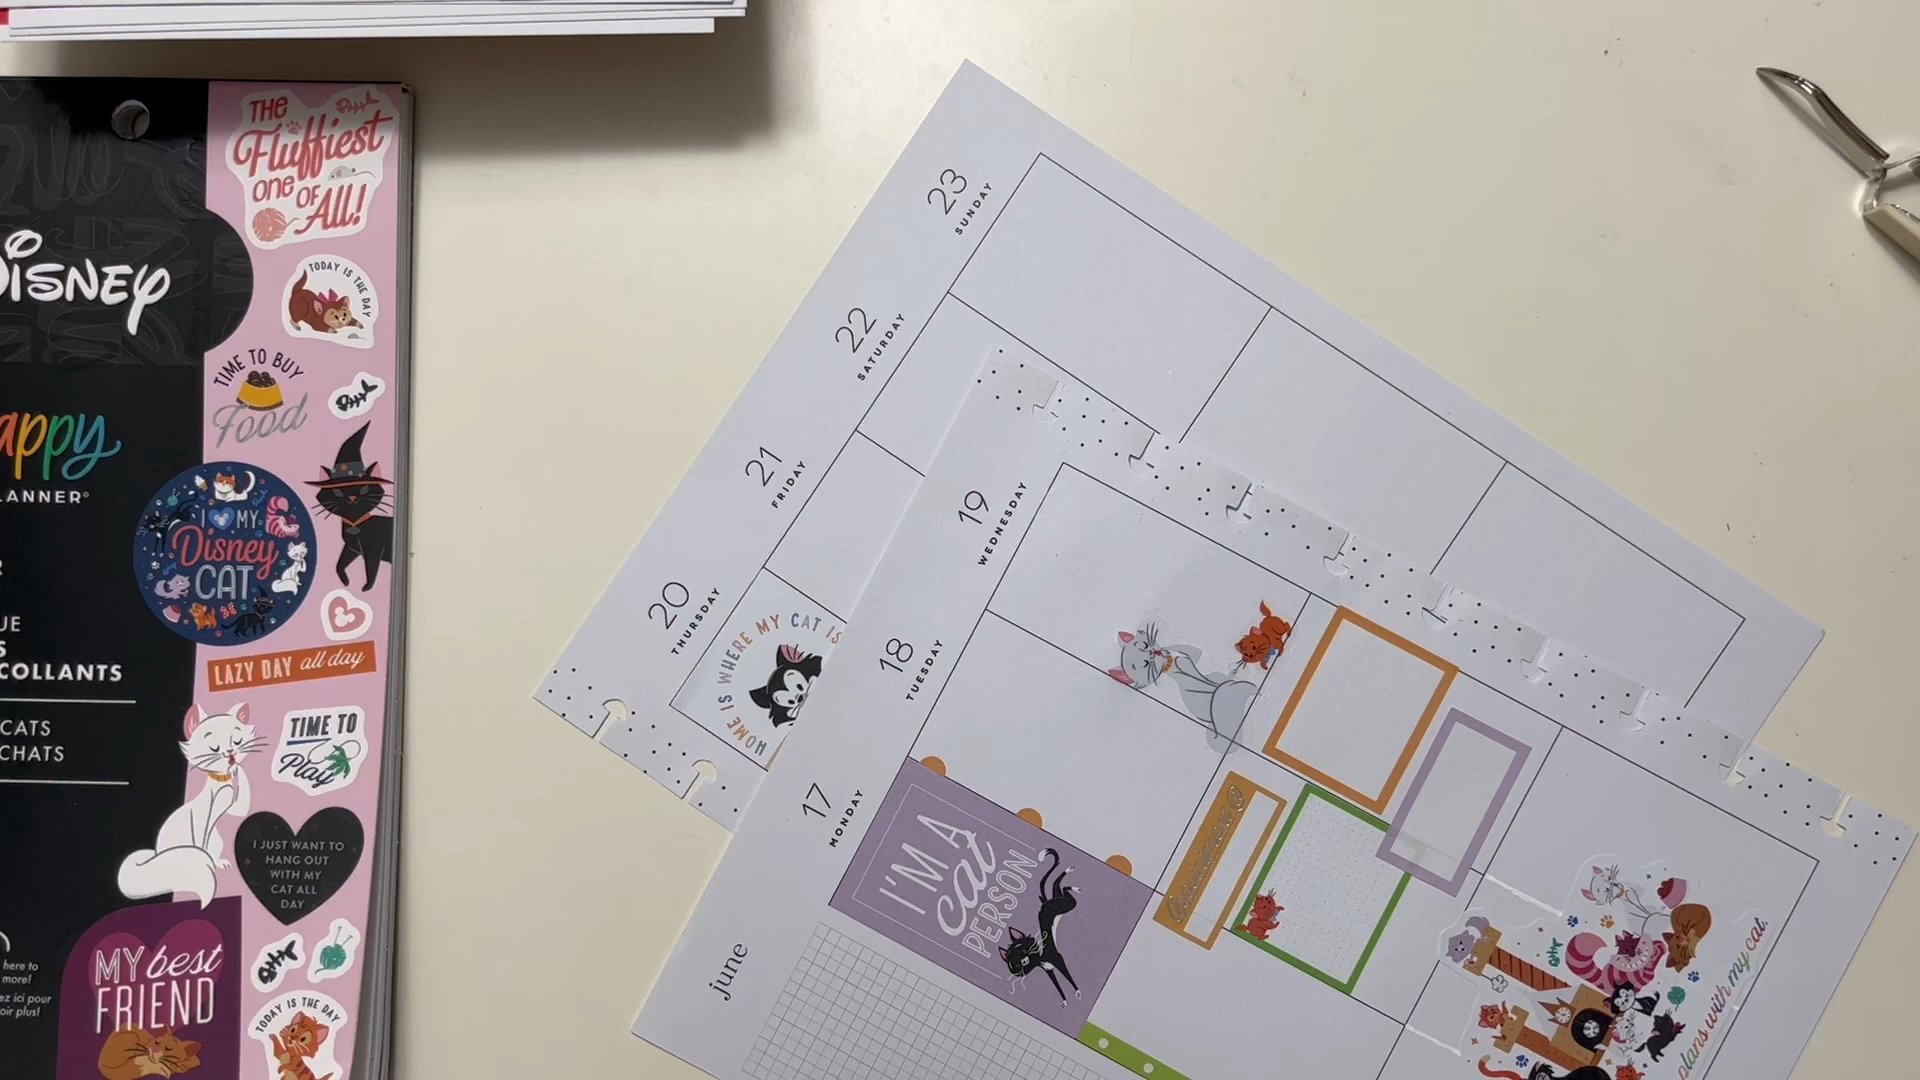 THE
Fluffiest
ONE OF
All!
DISNEY
TODAY IS THE DAY
TIME TO BUY
Food
appy
LANNER®
I MY
Disney
CAT
UE
S
COLLANTS
LAZY DAY all day
CATS
CHATS
TIME TO
Play
I JUST WANT TO
HANG OUT
WITH MY
CAT ALL
DAY
here to
more!
ez ici pour
oir plus!
MY best
FRIEND
TODAY IS THE DAY
23
SUNDAY
22
SATURDAY
21
FRIDAY
20
THURSDAY
HOME IS WHERE MY CAT IS
19
WEDNESDAY
18
TUESDAY
17
MONDAY
june
I'M A
cat
PERSON
plans with my cat.